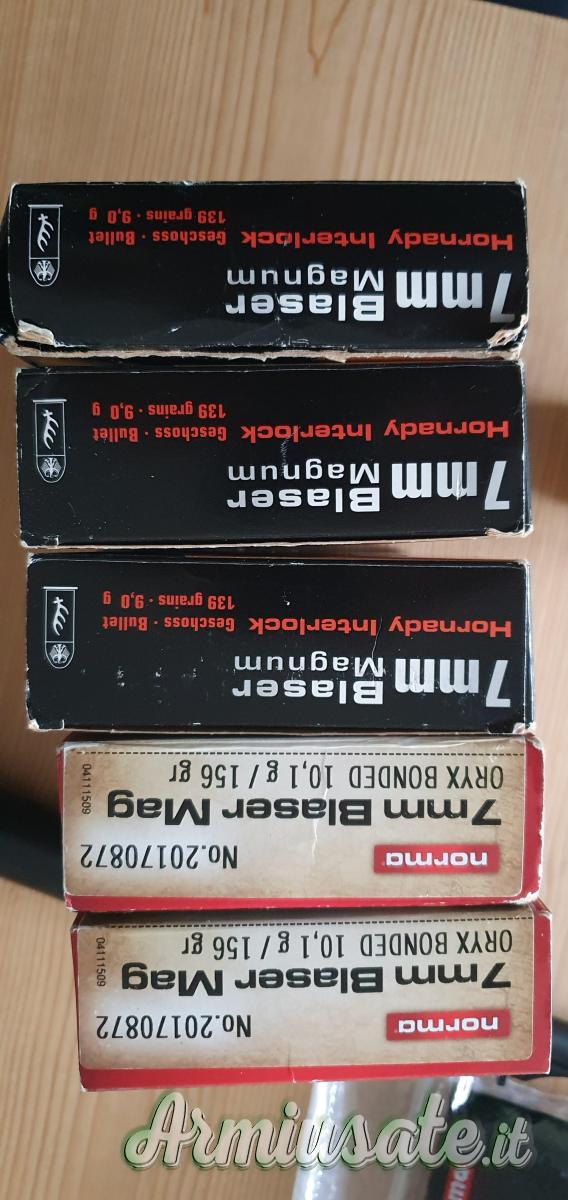 7mm Blaser
Magnum
Hornady Interlock Geschoss · Bullet
139 grains · 9,0 g
7mm Blaser
Magnum
Hornady Interlock Geschoss · Bullet
139 grains · 9,0 g
7mm Blaser
Magnum
Hornady Interlock Geschoss · Bullet
139 grains · 9,0 g
norma No.20170872
7mm Blaser Mag
ORYX BONDED 10,1 g / 156 gr
04111509
norma No.20170872
7mm Blaser Mag
ORYX BONDED 10,1 g / 156 gr
04111509
Armiusate.it